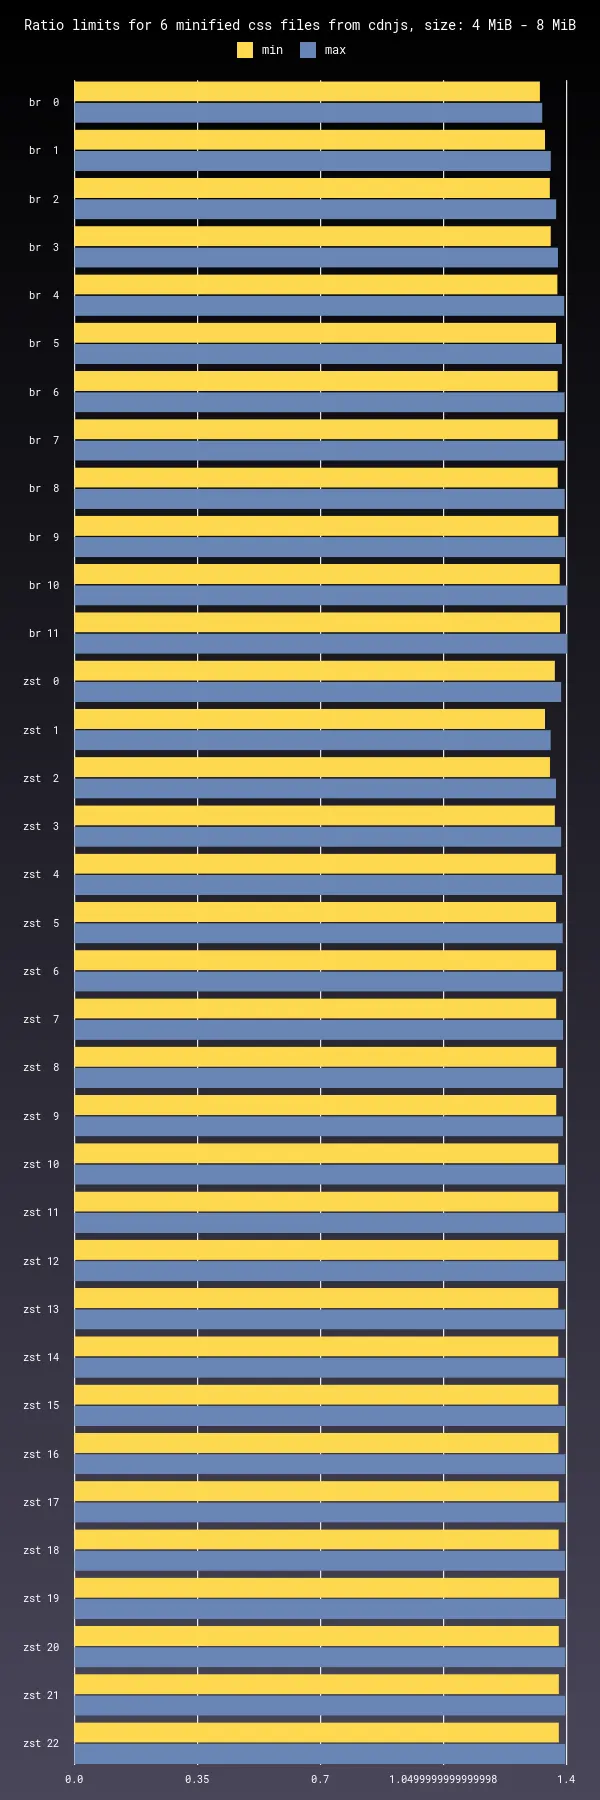 Ratio limits for 6 minified css files from cdnjs, size: 4 MiB - 8 MiB
min max
br 0
br 1
br 2
br 3
br 4
br 5
br 6
br 7
br 8
br 9
br 10
br 11
zst 0
zst 1
zst 2
zst 3
zst 4
zst 5
zst 6
zst 7
zst 8
zst 9
zst 10
zst 11
zst 12
zst 13
zst 14
zst 15
zst 16
zst 17
zst 18
zst 19
zst 20
zst 21
zst 22
0.0 0.35 0.7 1.0499999999999998 1.4